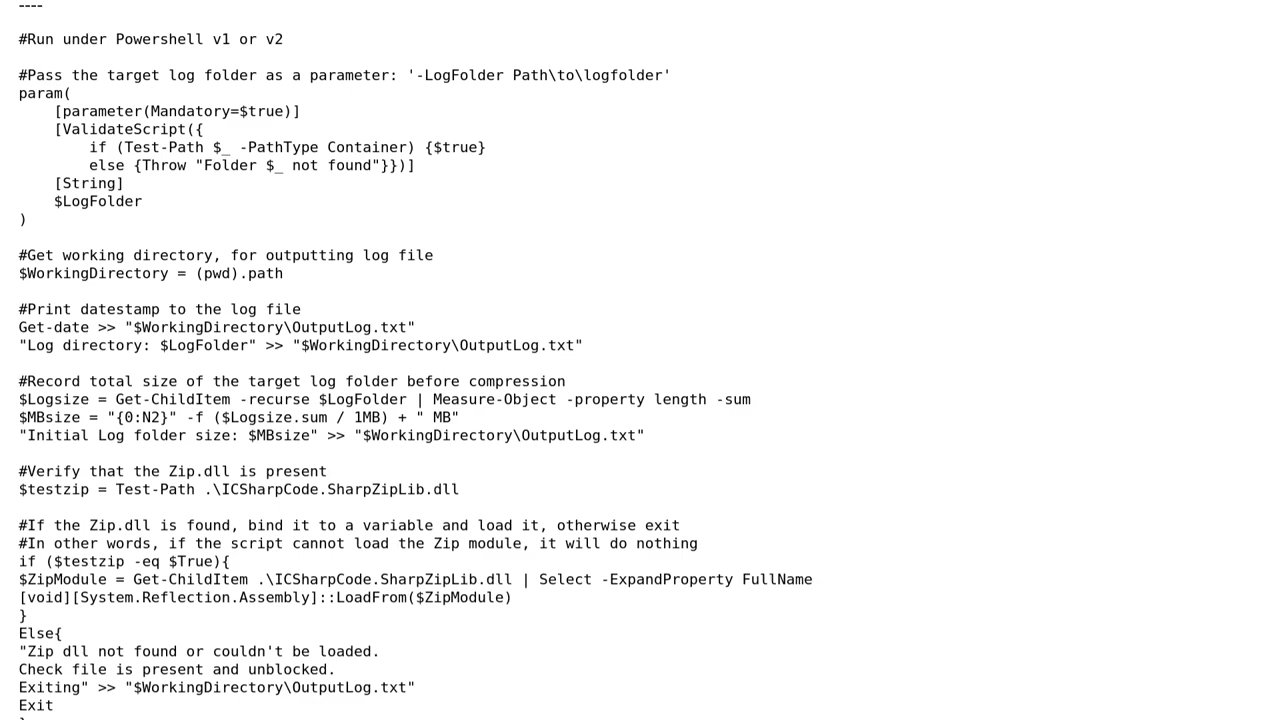 ----
#Run under Powershell v1 or v2
#Pass the target log folder as a parameter: '-LogFolder Path\to\logfolder'
param(
    [parameter(Mandatory=$true)]
    [ValidateScript({
        if (Test-Path $_ -PathType Container) {$true}
        else {Throw "Folder $_ not found"}})]
    [String]
    $LogFolder
)
#Get working directory, for outputting log file
$WorkingDirectory = (pwd).path
#Print datestamp to the log file
Get-date >> "$WorkingDirectory\OutputLog.txt"
"Log directory: $LogFolder" >> "$WorkingDirectory\OutputLog.txt"
#Record total size of the target log folder before compression
$Logsize = Get-ChildItem -recurse $LogFolder | Measure-Object -property length -sum
$MBsize = "{0:N2}" -f ($Logsize.sum / 1MB) + " MB"
"Initial Log folder size: $MBsize" >> "$WorkingDirectory\OutputLog.txt"
#Verify that the Zip.dll is present
$testzip = Test-Path .\ICSharpCode.SharpZipLib.dll
#If the Zip.dll is found, bind it to a variable and load it, otherwise exit
#In other words, if the script cannot load the Zip module, it will do nothing
if ($testzip -eq $True){
$ZipModule = Get-ChildItem .\ICSharpCode.SharpZipLib.dll | Select -ExpandProperty FullName
[void][System.Reflection.Assembly]::LoadFrom($ZipModule)
}
Else{
"Zip dll not found or couldn't be loaded.
Check file is present and unblocked.
Exiting" >> "$WorkingDirectory\OutputLog.txt"
Exit
}